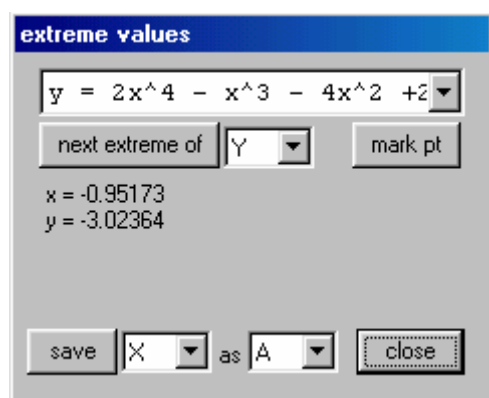 extreme values
y = 2x^4 - x^3 - 4x^2 +2
next extreme of Y mark pt
x = -0.95173
y = -3.02364
save X as A close